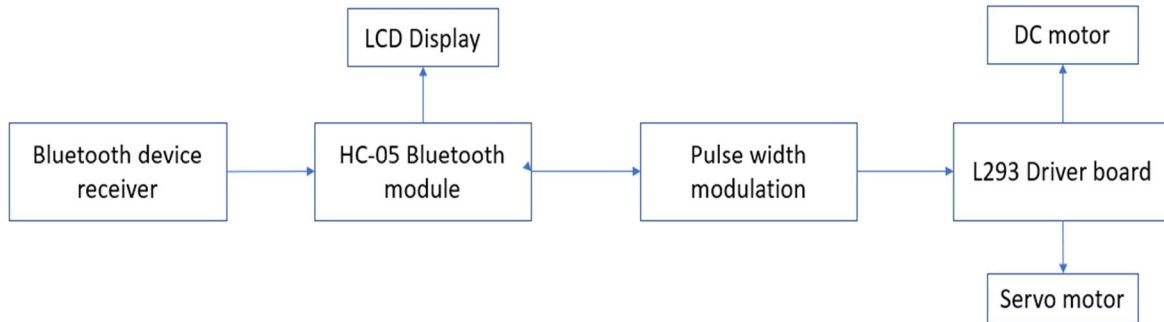 LCD Display
DC motor
Bluetooth device
receiver
HC-05 Bluetooth
module
Pulse width
modulation
L293 Driver board
Servo motor